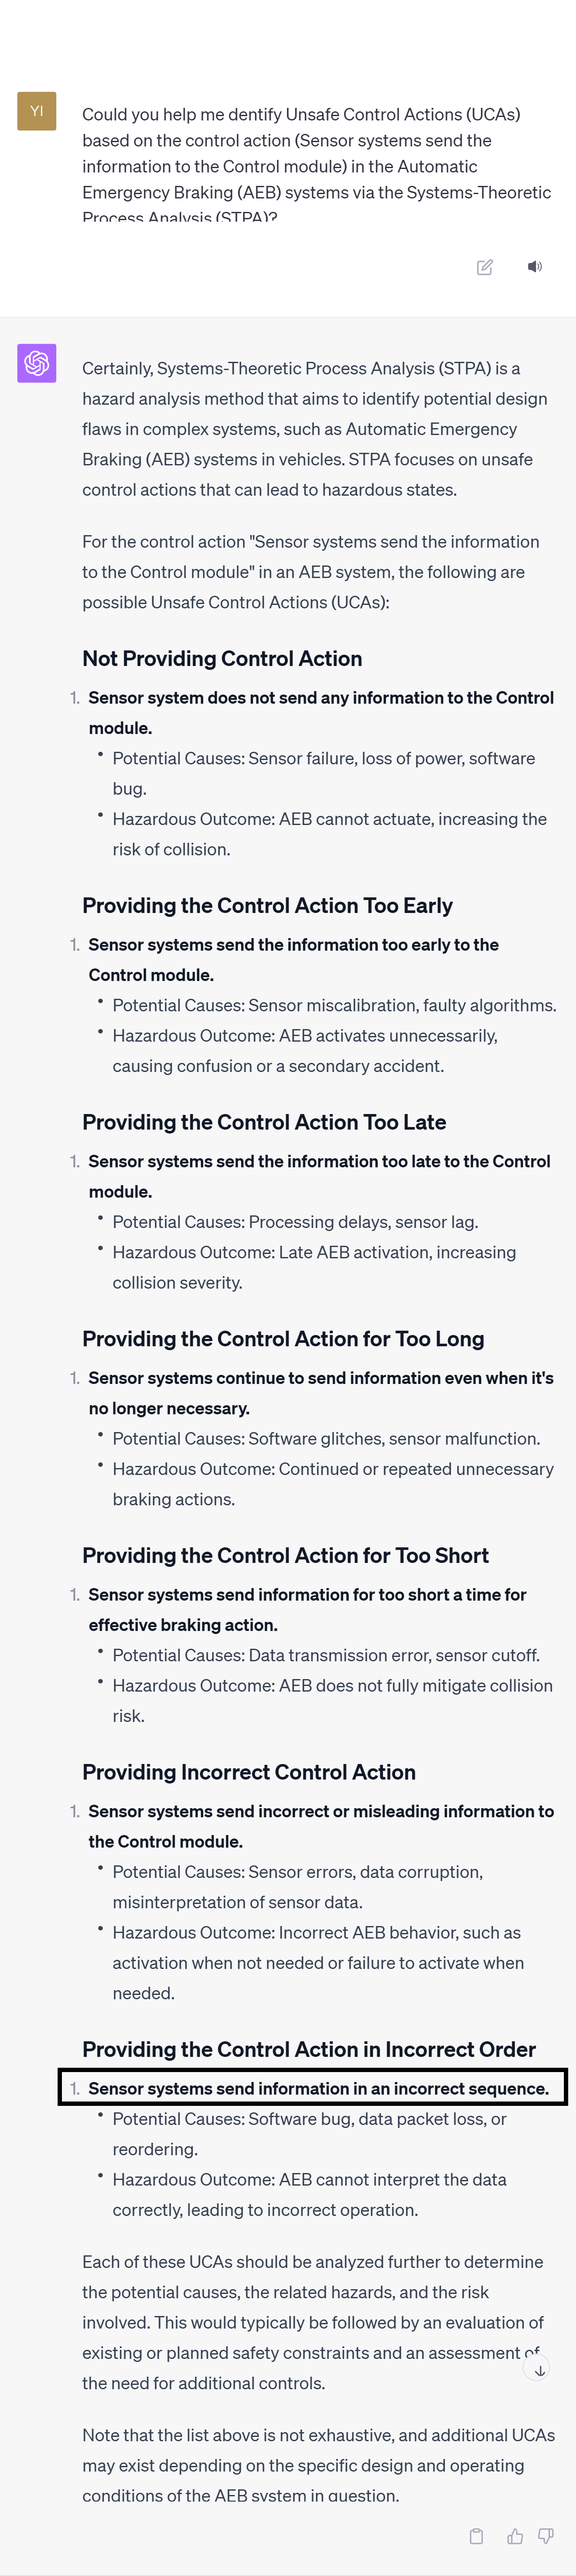 YI
Could you help me dentify Unsafe Control Actions (UCAs)
based on the control action (Sensor systems send the
information to the Control module) in the Automatic
Emergency Braking (AEB) systems via the Systems-Theoretic
Process Analysis (STPA)?
Certainly, Systems-Theoretic Process Analysis (STPA) is a
hazard analysis method that aims to identify potential design
flaws in complex systems, such as Automatic Emergency
Braking (AEB) systems in vehicles. STPA focuses on unsafe
control actions that can lead to hazardous states.
For the control action "Sensor systems send the information
to the Control module" in an AEB system, the following are
possible Unsafe Control Actions (UCAs):
Not Providing Control Action
1. Sensor system does not send any information to the Control
module.
• Potential Causes: Sensor failure, loss of power, software
bug.
• Hazardous Outcome: AEB cannot actuate, increasing the
risk of collision.
Providing the Control Action Too Early
1. Sensor systems send the information too early to the
Control module.
• Potential Causes: Sensor miscalibration, faulty algorithms.
• Hazardous Outcome: AEB activates unnecessarily,
causing confusion or a secondary accident.
Providing the Control Action Too Late
1. Sensor systems send the information too late to the Control
module.
• Potential Causes: Processing delays, sensor lag.
• Hazardous Outcome: Late AEB activation, increasing
collision severity.
Providing the Control Action for Too Long
1. Sensor systems continue to send information even when it's
no longer necessary.
• Potential Causes: Software glitches, sensor malfunction.
• Hazardous Outcome: Continued or repeated unnecessary
braking actions.
Providing the Control Action for Too Short
1. Sensor systems send information for too short a time for
effective braking action.
• Potential Causes: Data transmission error, sensor cutoff.
• Hazardous Outcome: AEB does not fully mitigate collision
risk.
Providing Incorrect Control Action
1. Sensor systems send incorrect or misleading information to
the Control module.
• Potential Causes: Sensor errors, data corruption,
misinterpretation of sensor data.
• Hazardous Outcome: Incorrect AEB behavior, such as
activation when not needed or failure to activate when
needed.
Providing the Control Action in Incorrect Order
1. Sensor systems send information in an incorrect sequence.
• Potential Causes: Software bug, data packet loss, or
reordering.
• Hazardous Outcome: AEB cannot interpret the data
correctly, leading to incorrect operation.
Each of these UCAs should be analyzed further to determine
the potential causes, the related hazards, and the risk
involved. This would typically be followed by an evaluation of
existing or planned safety constraints and an assessment of
the need for additional controls.
Note that the list above is not exhaustive, and additional UCAs
may exist depending on the specific design and operating
conditions of the AEB system in question.